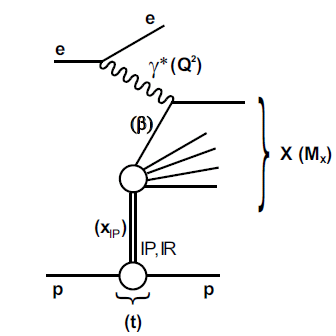 e
e
γ* (Q²)
(β)
X (Mₓ)
(x_IP)
IP, IR
p p
(t)